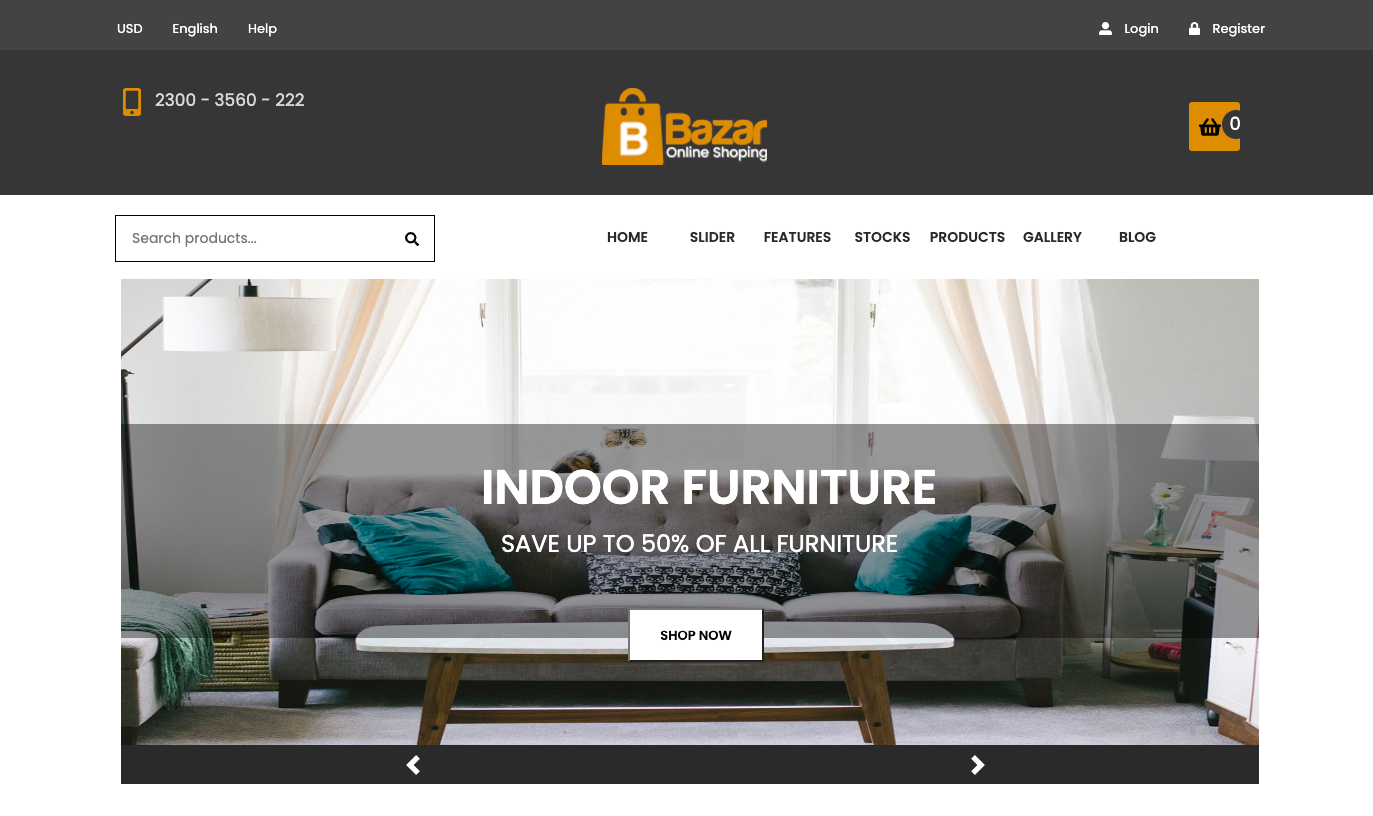 USD English Help Login Register
2300 - 3560 - 222
B Bazar
Online Shoping
0
Search products...
HOME SLIDER FEATURES STOCKS PRODUCTS GALLERY BLOG
INDOOR FURNITURE
SAVE UP TO 50% OF ALL FURNITURE
SHOP NOW